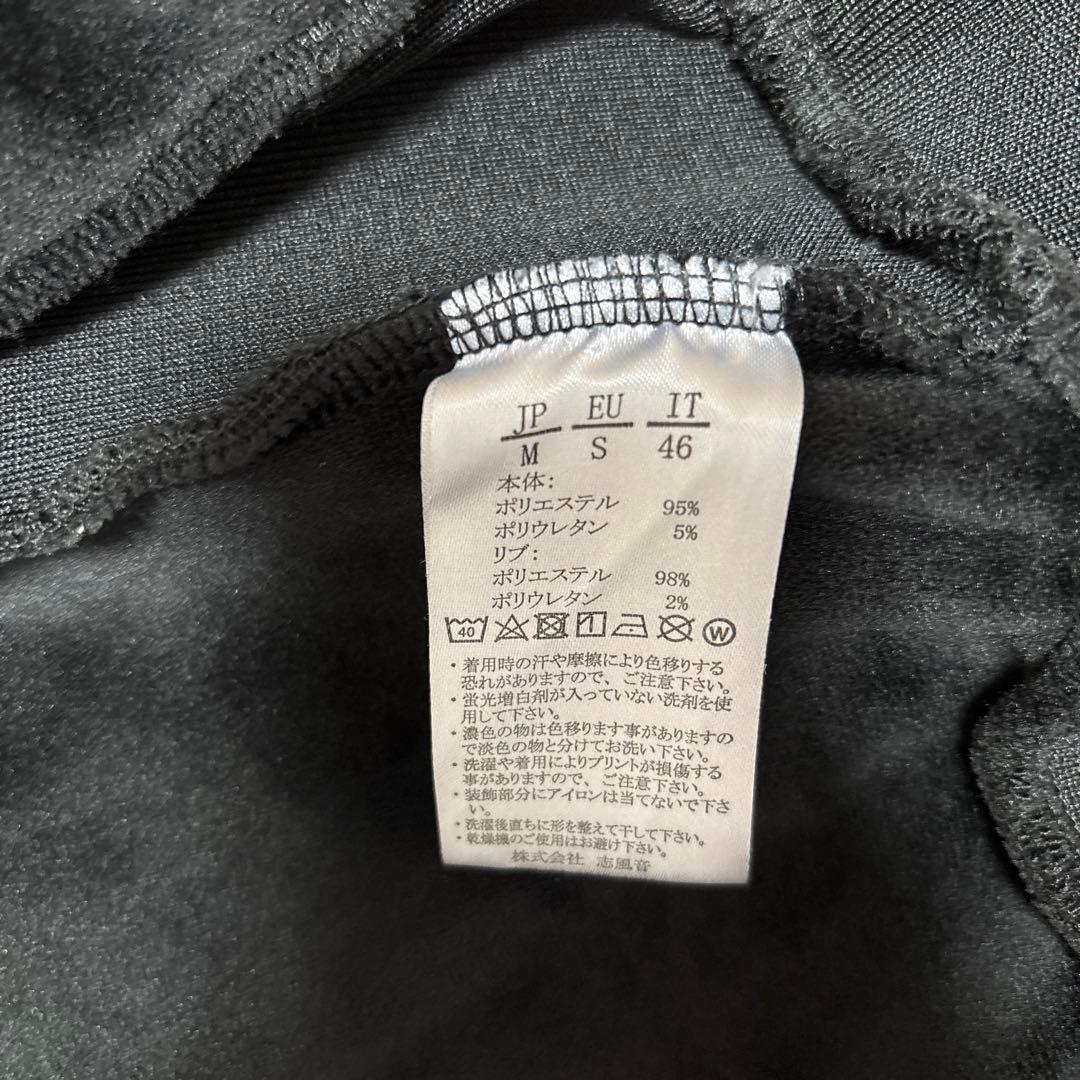 JP EU IT
M S 46
本体:
ポリエステル 95%
ポリウレタン 5%
リブ:
ポリエステル 98%
ポリウレタン 2%
40 W
・着用時の汗や摩擦により色移りする
恐れがありますので、ご注意下さい。
・蛍光増白剤が入っていない洗剤を使
用して下さい。
・濃色の物は色移ります事がありますの
で淡色の物と分けてお洗い下さい。
・洗濯や着用によりプリントが損傷する
事がありますので、ご注意下さい。
・装飾部分にアイロンは当てないで下さ
い。
・洗濯後直ちに形を整えて干して下さい。
・乾燥機のご使用はお避け下さい。
株式会社 志風音